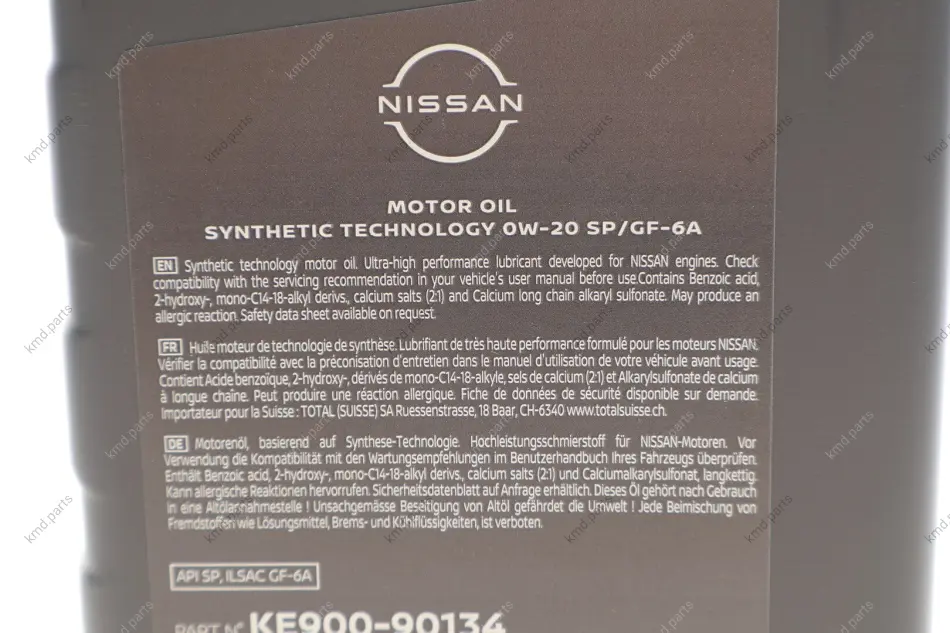 NISSAN
MOTOR OIL
SYNTHETIC TECHNOLOGY 0W-20 SP/GF-6A
EN Synthetic technology motor oil. Ultra-high performance lubricant developed for NISSAN engines. Check
compatibility with the servicing recommendation in your vehicle's user manual before use.Contains Benzoic acid,
2-hydroxy-, mono-C14-18-alkyl derivs., calcium salts (2:1) and Calcium long chain alkaryl sulfonate. May produce an
allergic reaction. Safety data sheet available on request.
FR Huile moteur de technologie de synthèse. Lubrifiant de très haute performance formulé pour les moteurs NISSAN.
Vérifier la compatibilité avec la préconisation d'entretien dans le manuel d'utilisation de votre véhicule avant usage.
Contient Acide benzoïque, 2-hydroxy-, dérivés de mono-C14-18-alkyle, sels de calcium (2:1) et Alkarylsulfonate de calcium
à longue chaîne. Peut produire une réaction allergique. Fiche de données de sécurité disponible sur demande.
Importateur pour la Suisse : TOTAL (SUISSE) SA Ruessenstrasse, 18 Baar, CH-6340 www.totalsuisse.ch.
DE Motorenöl, basierend auf Synthese-Technologie. Hochleistungsschmierstoff für NISSAN-Motoren. Vor
Verwendung die Kompatibilität mit den Wartungsempfehlungen im Benutzerhandbuch Ihres Fahrzeugs überprüfen.
Enthält Benzoic acid, 2-hydroxy-, mono-C14-18-alkyl derivs., calcium salts (2:1) und Calciumalkarylsulfonat, langkettig.
Kann allergische Reaktionen hervorrufen. Sicherheitsdatenblatt auf Anfrage erhältlich. Dieses Öl gehört nach Gebrauch
in eine Altölannahmestelle ! Unsachgemässe Beseitigung von Altöl gefährdet die Umwelt ! Jede Beimischung von
Fremdstoffen wie Lösungsmittel, Brems- und Kühlflüssigkeiten, ist verboten.
API SP, ILSAC GF-6A
PART N° KE900-90134
kmd.parts